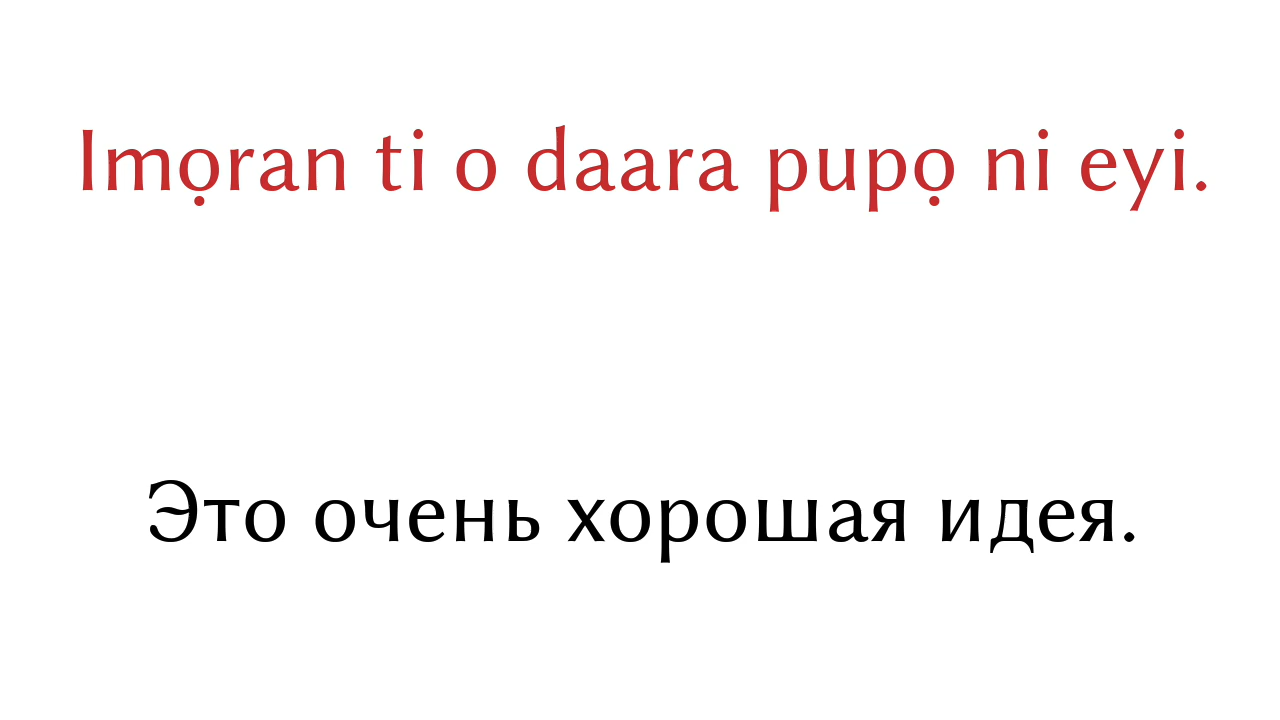 Imọran ti o daara pupọ ni eyi.
Это очень хорошая идея.